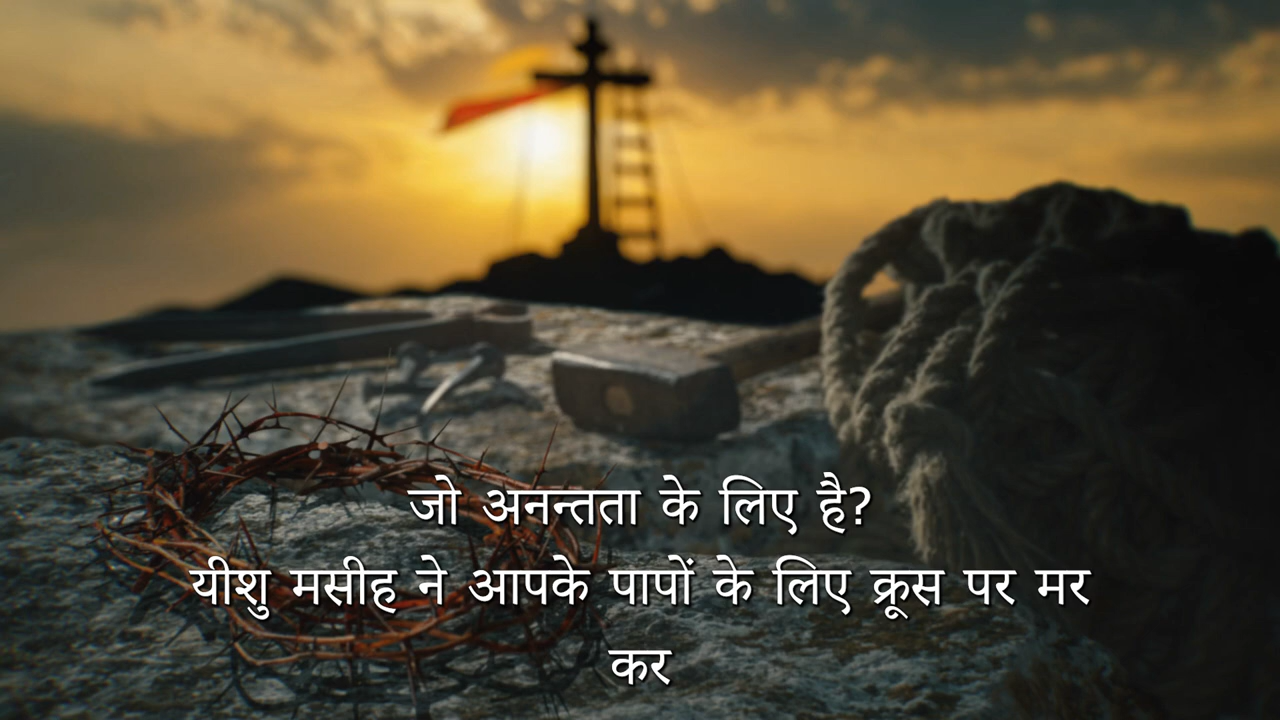 जो अनन्तता के लिए है?
यीशु मसीह ने आपके पापों के लिए क्रूस पर मर
कर